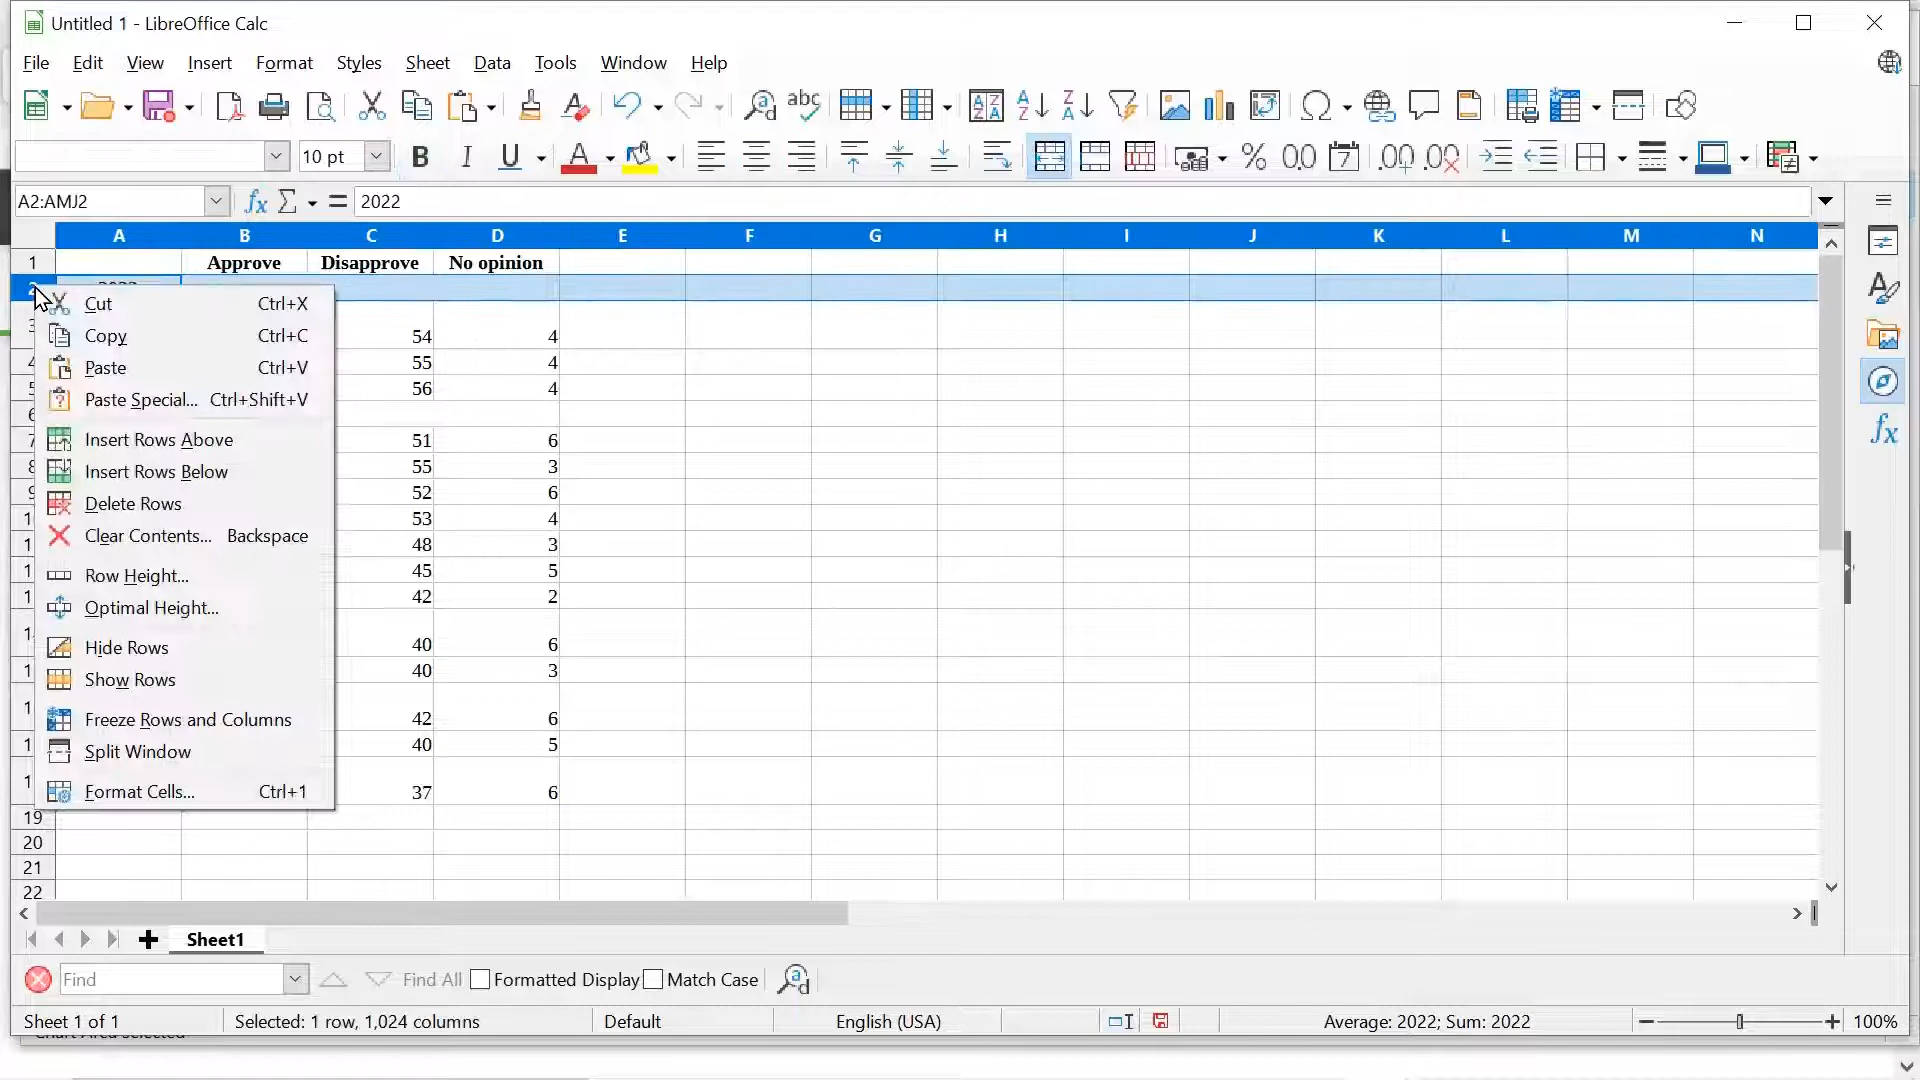 Untitled 1 - LibreOffice Calc
File Edit View Insert Format Styles Sheet Data Tools Window Help
10 pt
A2:AMJ2 2022
A B C D E F G H I J K L M N
1 Approve Disapprove No opinion
Cut Ctrl+X
Copy Ctrl+C 54 4
Paste Ctrl+V 55 4
Paste Special... Ctrl+Shift+V 56 4
Insert Rows Above 51 6
Insert Rows Below 55 3
52 6
Delete Rows
53 4
Clear Contents... Backspace
48 3
Row Height... 45 5
Optimal Height... 42 2
Hide Rows 40 6
Show Rows 40 3
Freeze Rows and Columns 42 6
Split Window 40 5
Format Cells... Ctrl+1 37 6
19
20
21
22
Sheet1
Find Find All Formatted Display Match Case
Sheet 1 of 1 Selected: 1 row, 1,024 columns Default English (USA) Average: 2022; Sum: 2022 100%